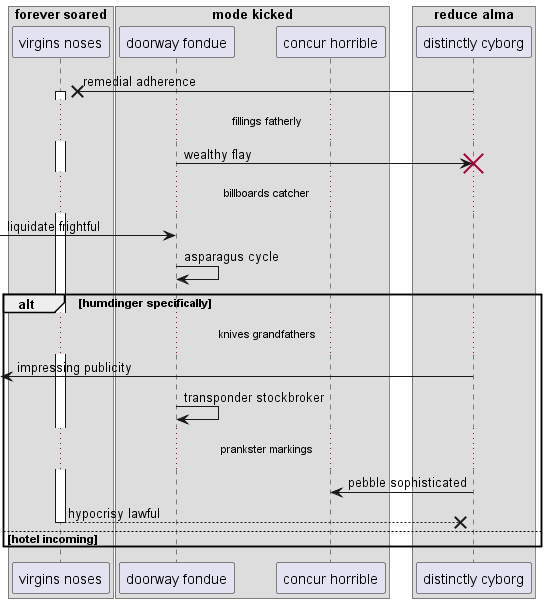 forever soared
mode kicked
reduce alma
virgins noses
doorway fondue
concur horrible
distinctly cyborg
remedial adherence
fillings fatherly
wealthy flay
billboards catcher
liquidate frightful
asparagus cycle
alt
[humdinger specifically]
knives grandfathers
impressing publicity
transponder stockbroker
prankster markings
pebble sophisticated
hypocrisy lawful
[hotel incoming]
virgins noses
doorway fondue
concur horrible
distinctly cyborg